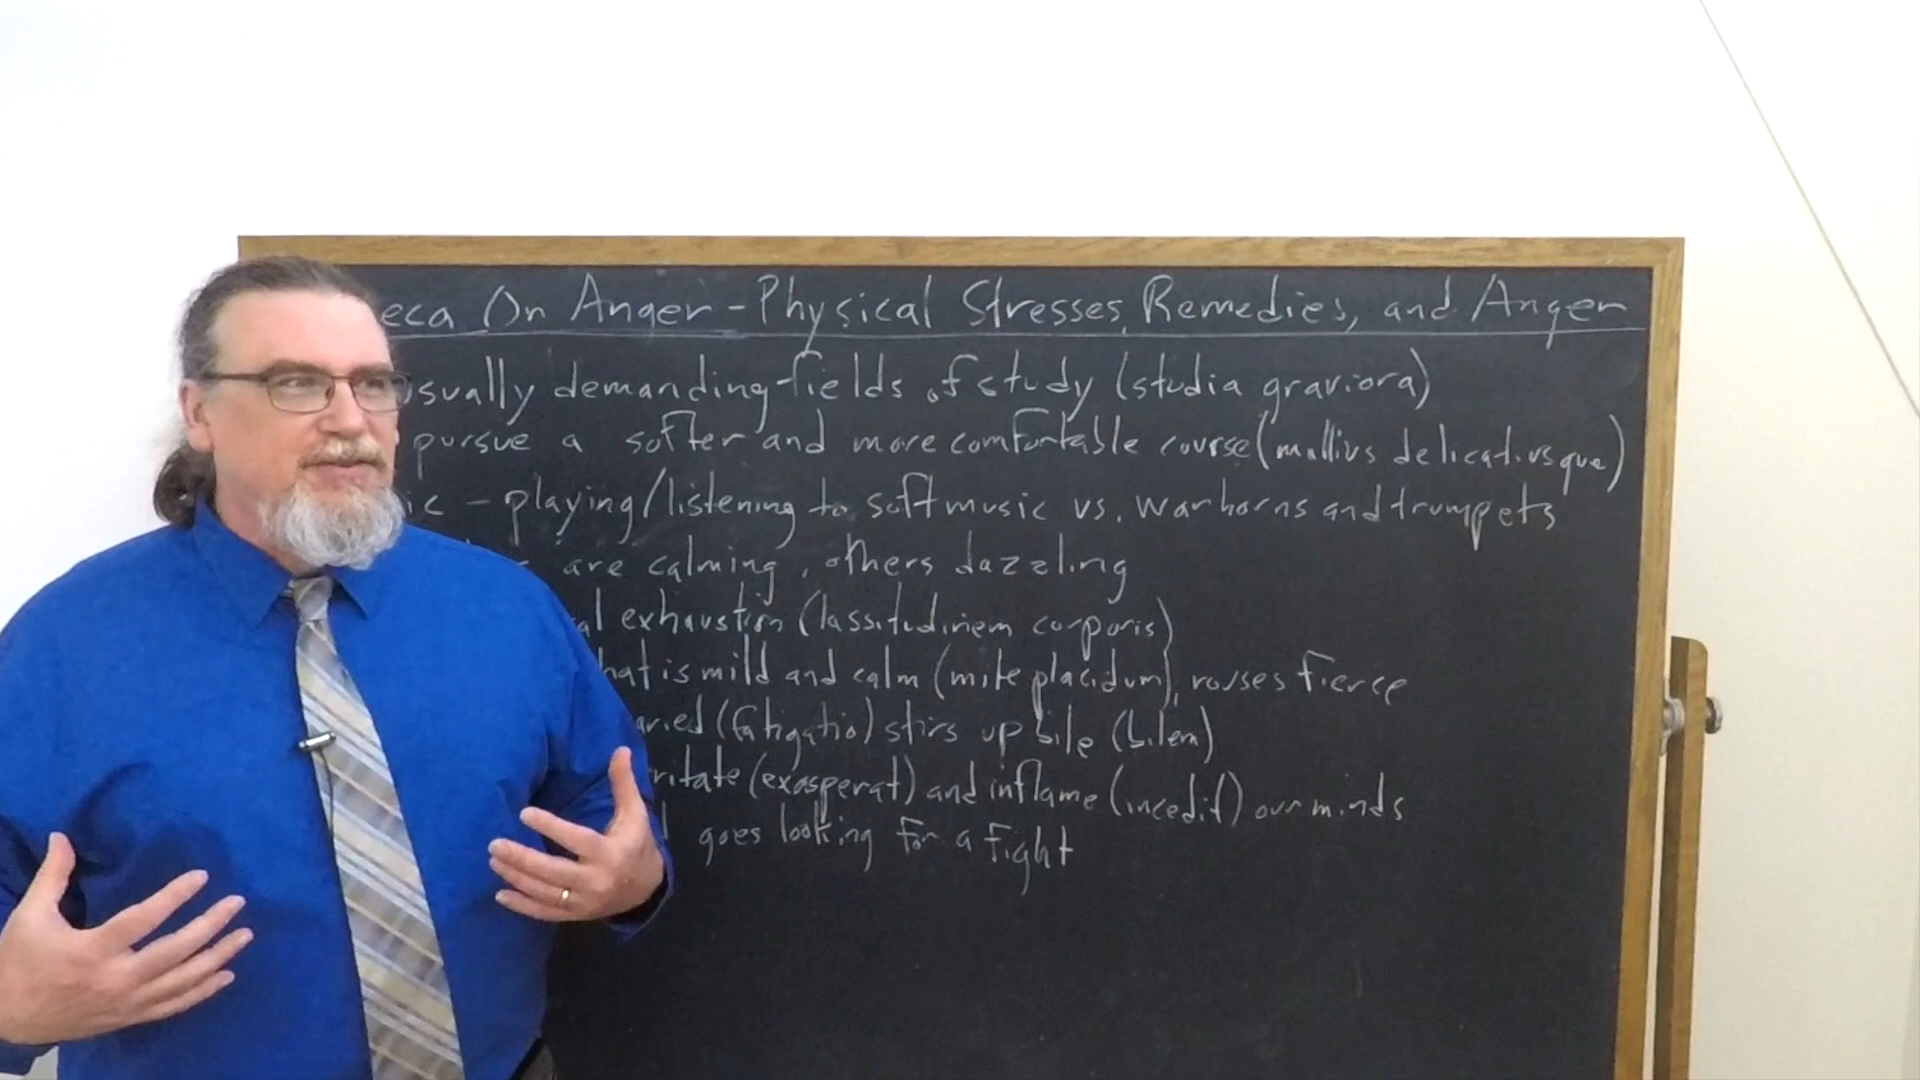 eca On Anger - Physical Stresses, Remedies, and Anger
usually demanding fields of study (studia graviora)
pursue a softer and more comfortable course (mollius delicatiusque)
ic - playing/listening to soft music vs. warhorns and trumpets
are calming, others dazzling
al exhaustion (lassitudinem corporis)
hat is mild and calm (mite placidum), rouses fierce
aried (fatigatio) stirs up bile (bilem)
ritate (exasperat) and inflame (incedit) our minds
goes looking for a fight